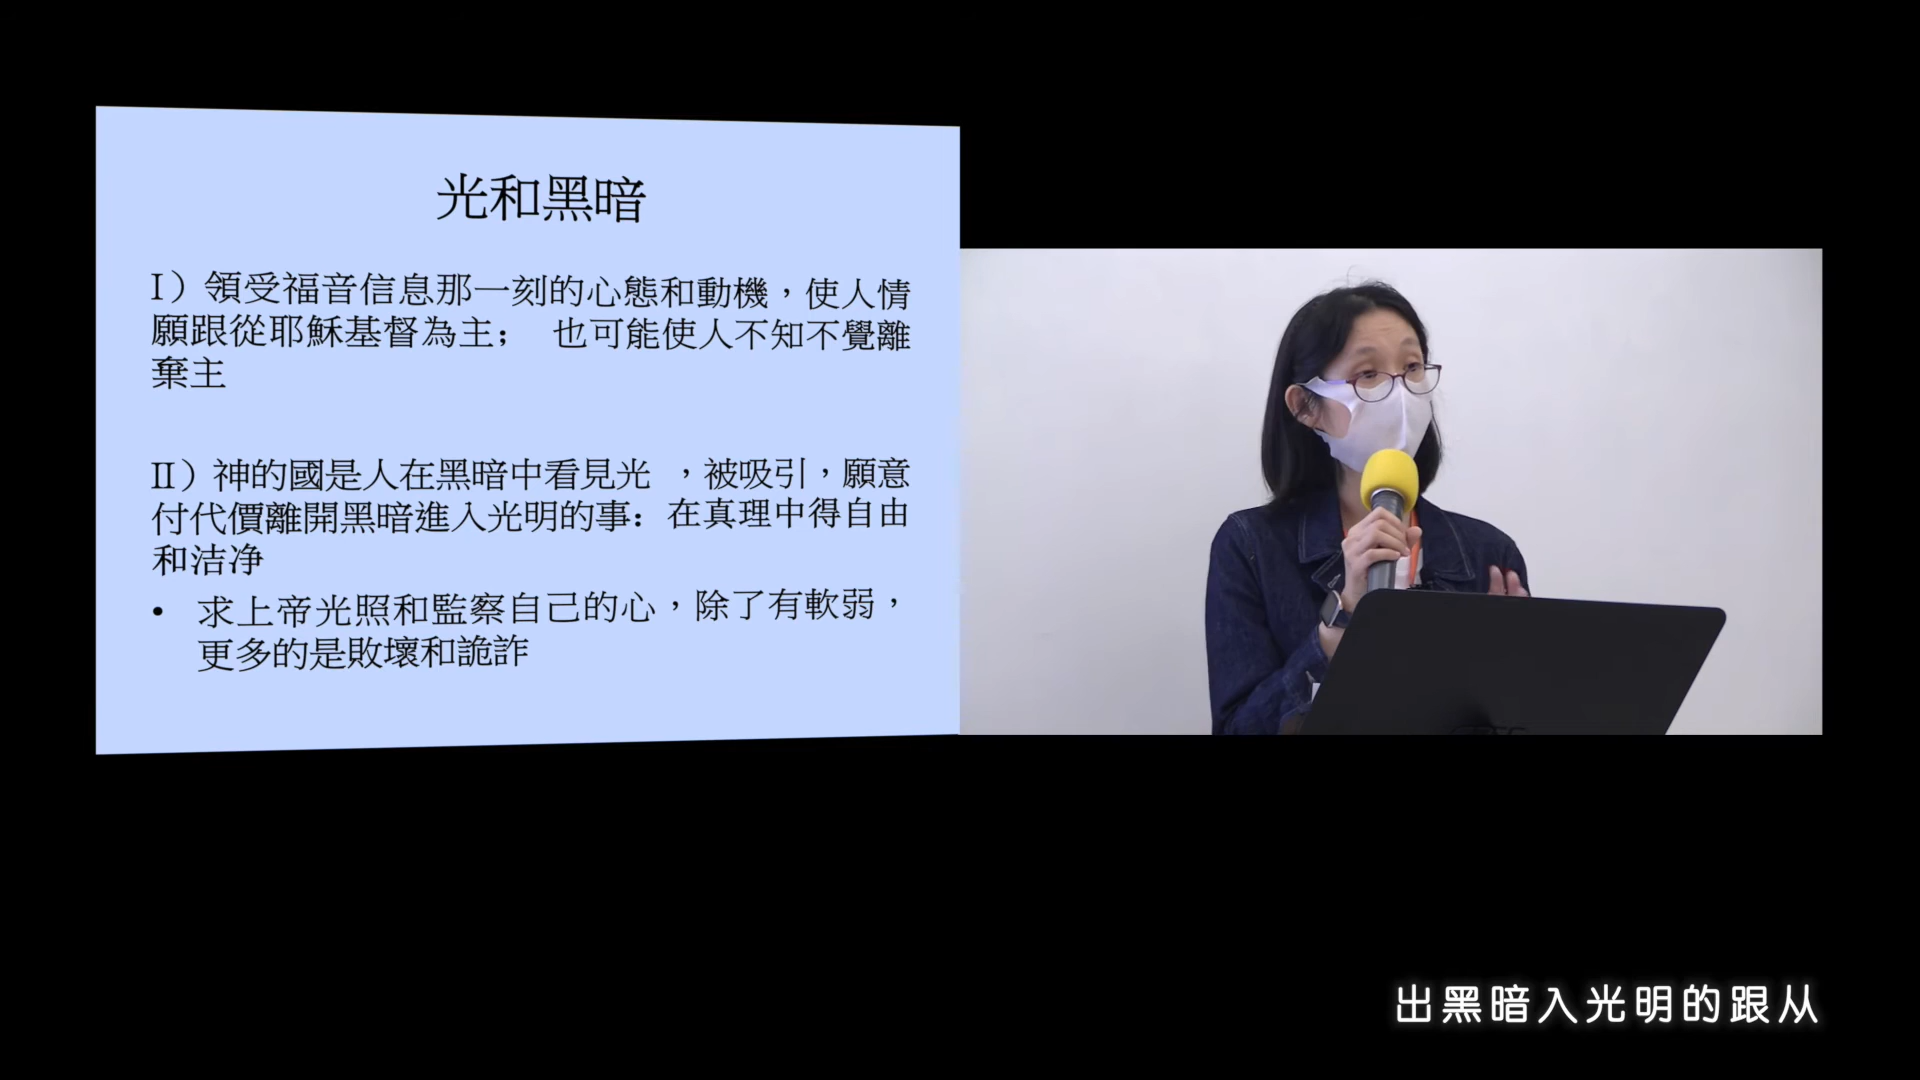 光和黑暗
I）領受福音信息那一刻的心態和動機，使人情
願跟從耶穌基督為主； 也可能使人不知不覺離
棄主
II）神的國是人在黑暗中看見光 ，被吸引，願意
付代價離開黑暗進入光明的事：在真理中得自由
和洁净
• 求上帝光照和監察自己的心，除了有軟弱，
更多的是敗壞和詭詐
出黑暗入光明的跟从